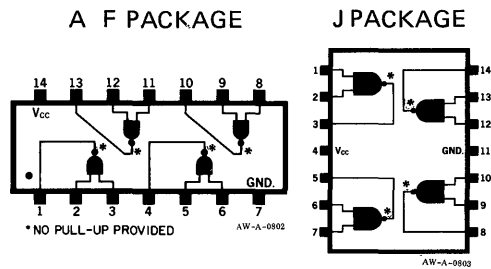 A F PACKAGE
14 13 12 11 10 9 8
VCC
* *
* *
GND.
1 2 3 4 5 6 7
*NO PULL-UP PROVIDED
AW-A-0802
J PACKAGE
1 * 14
2 * 13
3 12
4 VCC GND. 11
5 10
6 * 9
7 * 8
AW-A-0803